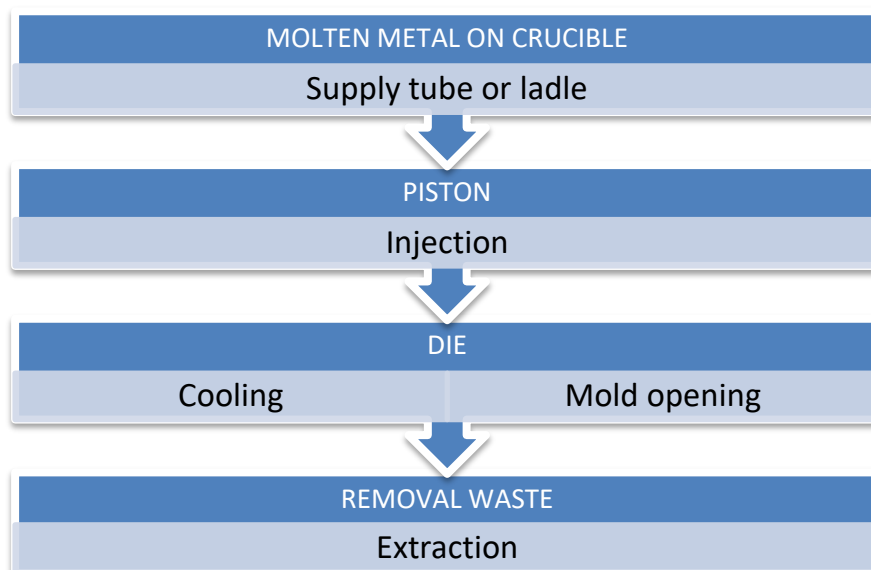 MOLTEN METAL ON CRUCIBLE
Supply tube or ladle
PISTON
Injection
DIE
Cooling
Mold opening
REMOVAL WASTE
Extraction